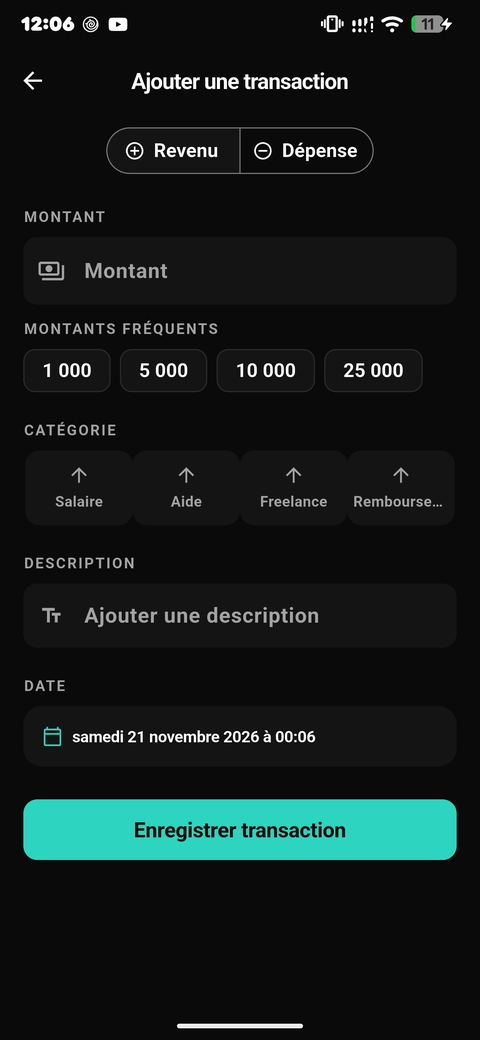 12:06
11
Ajouter une transaction
Revenu
Dépense
MONTANT
Montant
MONTANTS FRÉQUENTS
1 000
5 000
10 000
25 000
CATÉGORIE
Salaire
Aide
Freelance
Rembourse...
DESCRIPTION
Ajouter une description
DATE
samedi 21 novembre 2026 à 00:06
Enregistrer transaction